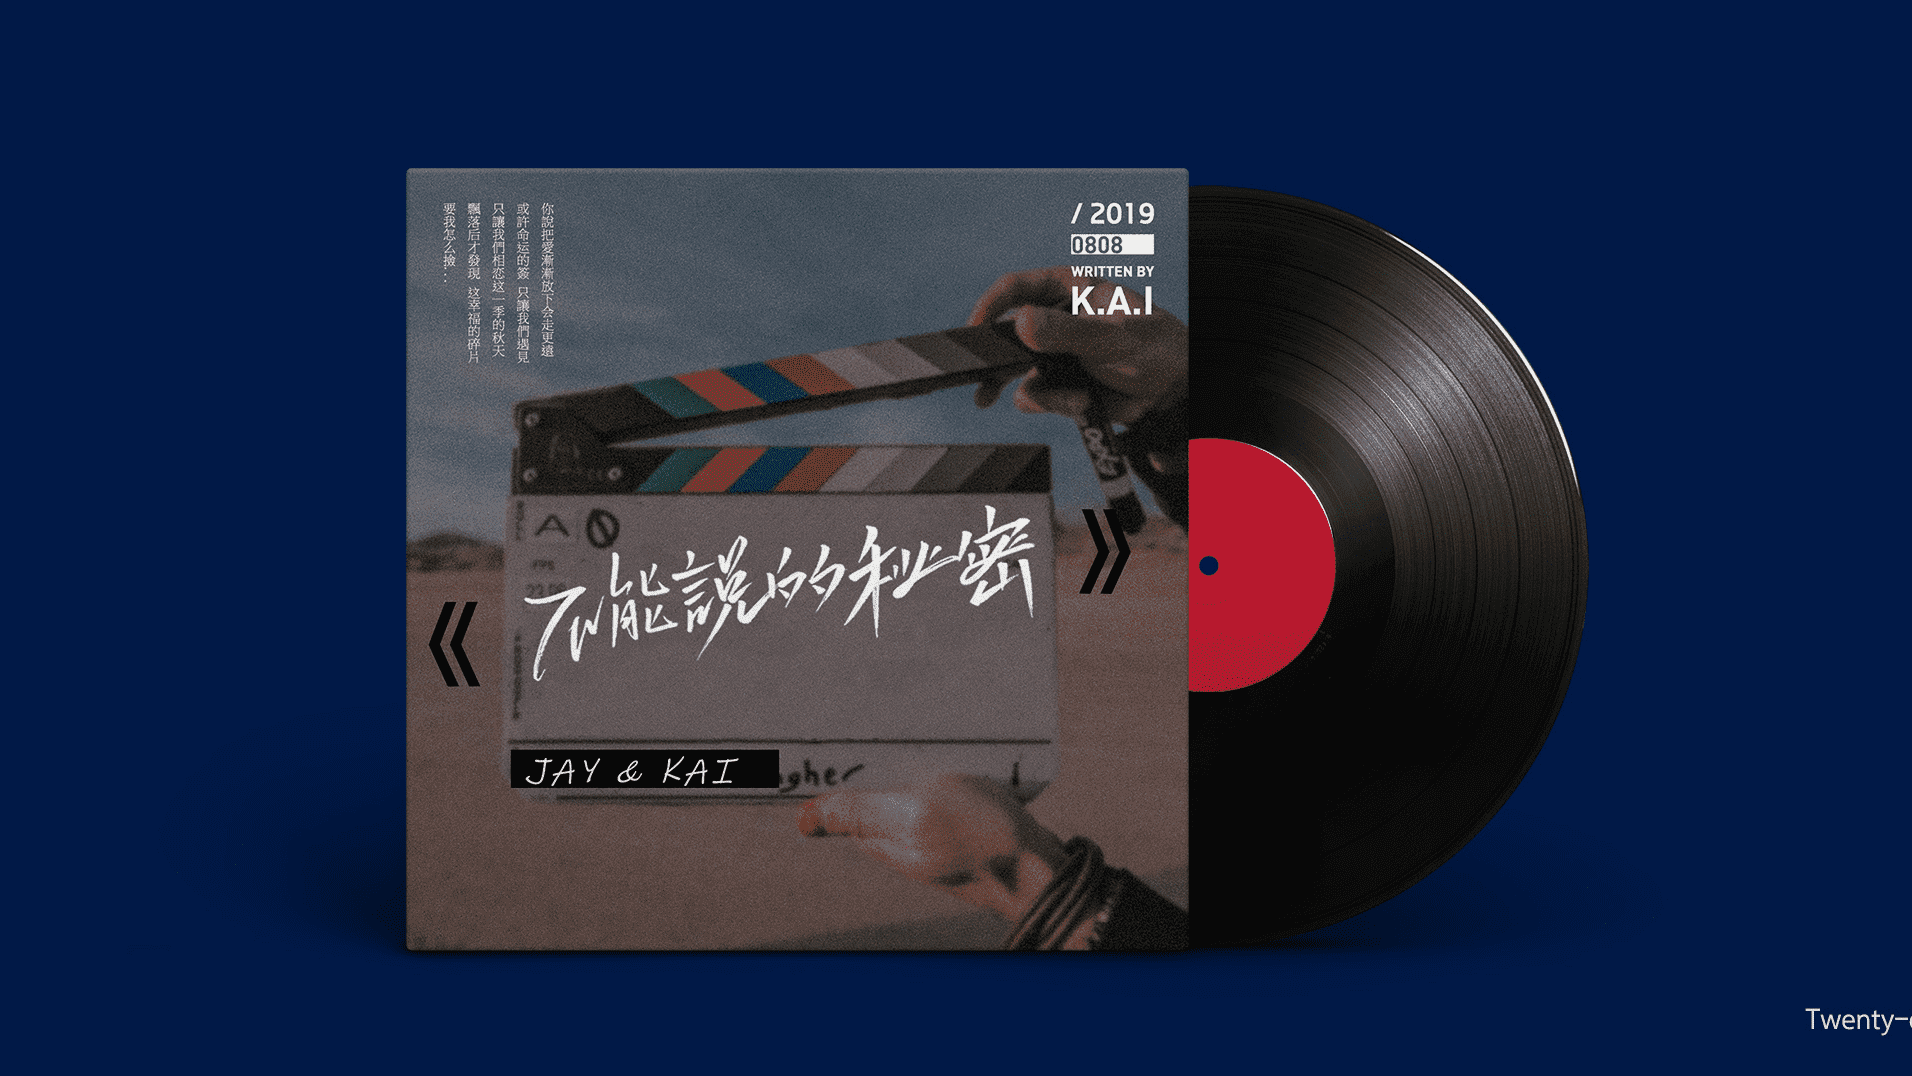 你說把愛漸漸放下会走更遠
或許命运的簽 只讓我們遇見
只讓我們相恋这一季的秋天
飄落后才發現 这幸福的碎片
要我怎么撿...
/ 2019
0808
WRITTEN BY
K.A.I
A 0
《不能說的秘密》
JAY & KAI
Twenty-